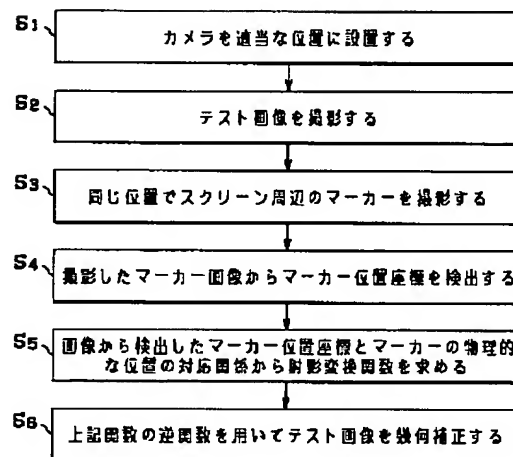 S1
カメラを適当な位置に設置する
S2
テスト画像を撮影する
S3
同じ位置でスクリーン周辺のマーカーを撮影する
S4
撮影したマーカー画像からマーカー位置座標を検出する
S5
画像から検出したマーカー位置座標とマーカーの物理的
な位置の対応関係から射影変換関数を求める
S6
上記関数の逆関数を用いてテスト画像を幾何補正する